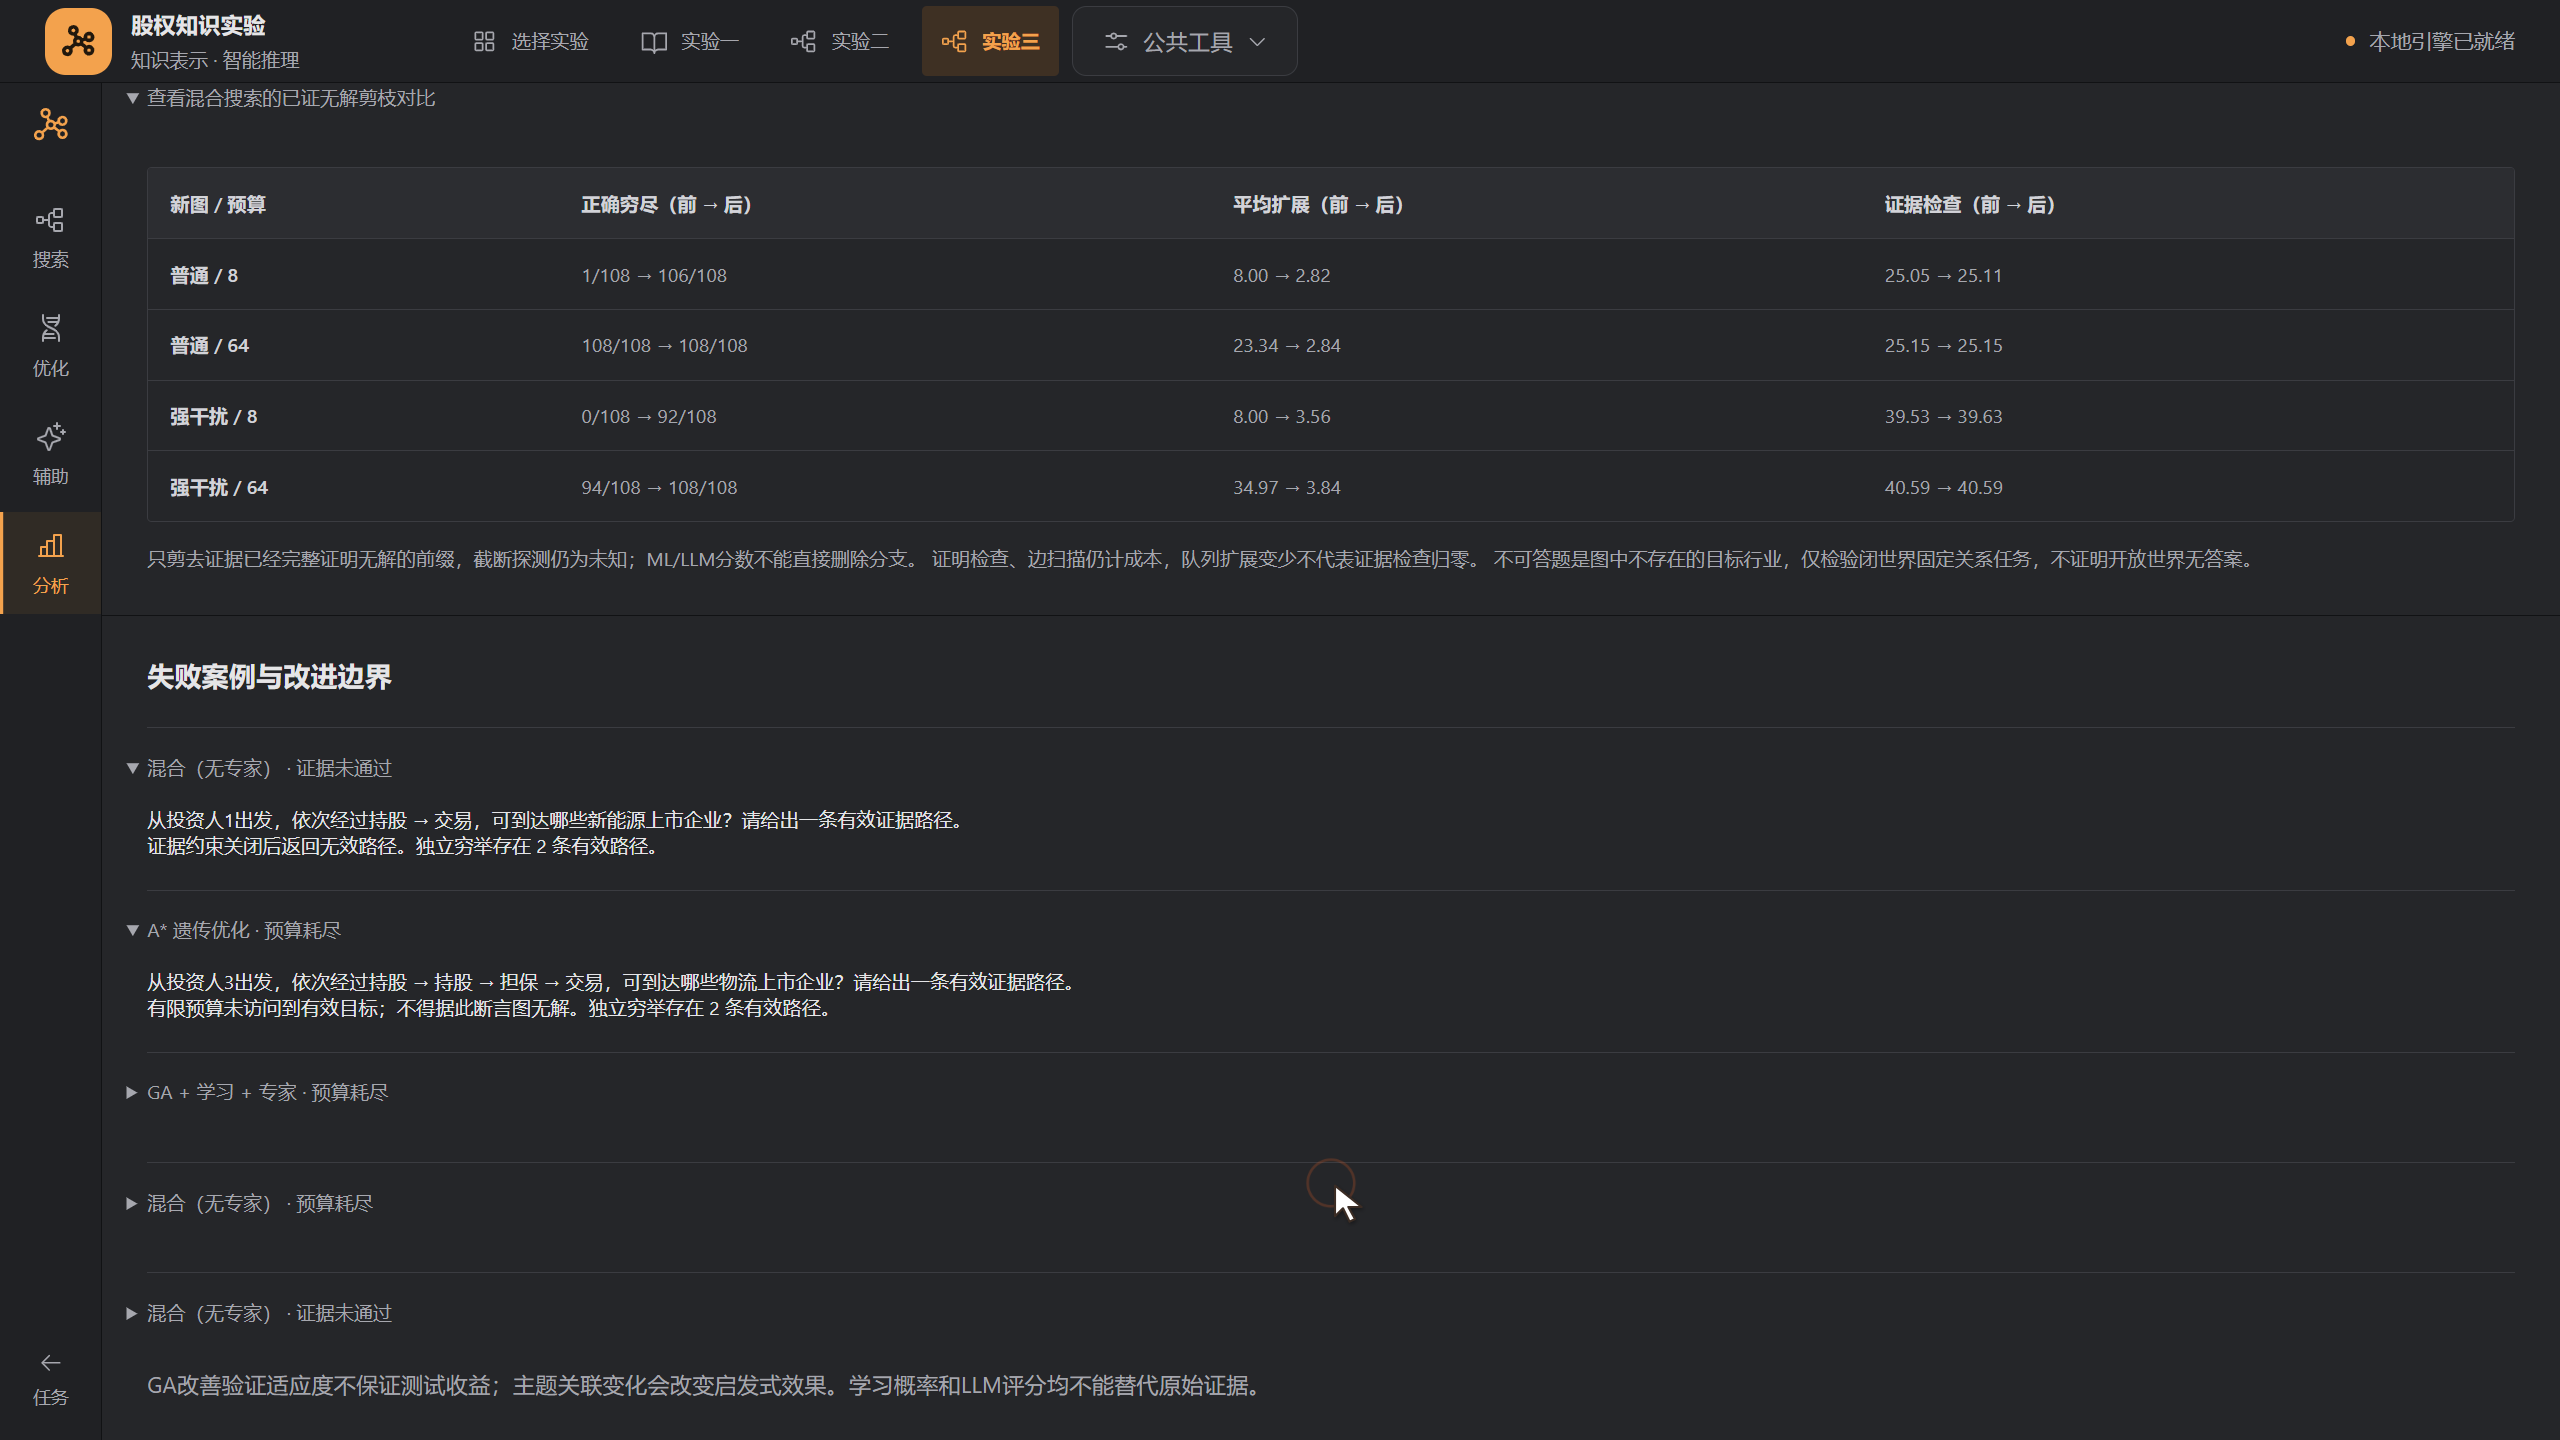 股权知识实验
知识表示 · 智能推理
选择实验
实验一
实验二
实验三
公共工具
本地引擎已就绪
搜索
优化
辅助
分析
任务
查看混合搜索的已证无解剪枝对比
新图 / 预算 正确穷尽（前 → 后） 平均扩展（前 → 后） 证据检查（前 → 后）
普通 / 8 1/108 → 106/108 8.00 → 2.82 25.05 → 25.11
普通 / 64 108/108 → 108/108 23.34 → 2.84 25.15 → 25.15
强干扰 / 8 0/108 → 92/108 8.00 → 3.56 39.53 → 39.63
强干扰 / 64 94/108 → 108/108 34.97 → 3.84 40.59 → 40.59
只剪去证据已经完整证明无解的前缀，截断探测仍为未知；ML/LLM分数不能直接删除分支。 证明检查、边扫描仍计成本，队列扩展变少不代表证据检查归零。 不可答题是图中不存在的目标行业，仅检验闭世界固定关系任务，不证明开放世界无答案。
失败案例与改进边界
混合（无专家） · 证据未通过
从投资人1出发，依次经过持股 → 交易，可到达哪些新能源上市企业？请给出一条有效证据路径。
证据约束关闭后返回无效路径。独立穷举存在 2 条有效路径。
A* 遗传优化 · 预算耗尽
从投资人3出发，依次经过持股 → 持股 → 担保 → 交易，可到达哪些物流上市企业？请给出一条有效证据路径。
有限预算未访问到有效目标；不得据此断言图无解。独立穷举存在 2 条有效路径。
GA + 学习 + 专家 · 预算耗尽
混合（无专家） · 预算耗尽
混合（无专家） · 证据未通过
GA改善验证适应度不保证测试收益；主题关联变化会改变启发式效果。学习概率和LLM评分均不能替代原始证据。